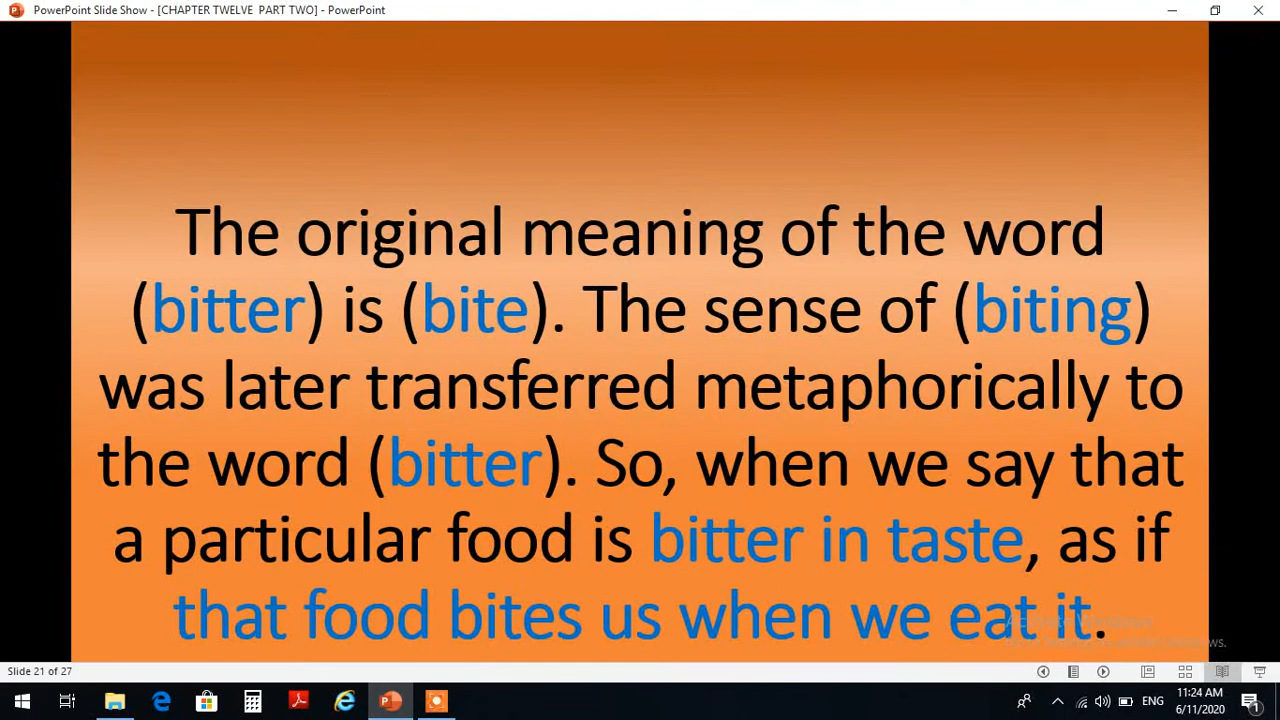 PowerPoint Slide Show - [CHAPTER TWELVE  PART TWO] - PowerPoint
The original meaning of the word
(bitter) is (bite). The sense of (biting)
was later transferred metaphorically to
the word (bitter). So, when we say that
a particular food is bitter in taste, as if
that food bites us when we eat it.
Slide 21 of 27
ENG
11:24 AM
6/11/2020
1